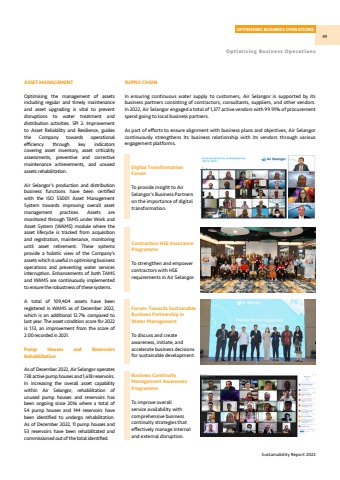 OPTIMISING BUSINESS OPERATIONS
Optimising Business Operations
ASSET MANAGEMENT
Optimising the management of assets
including regular and timely maintenance
and asset upgrading is vital to prevent
disruptions to water treatment and
distribution activities. SPI 2: Improvement
to Asset Reliability and Resilience, guides
the Company towards operational
efficiency through key indicators
covering asset inventory, asset criticality
assessments, preventive and corrective
maintenance achievements, and unused
assets rehabilitation.
Air Selangor's production and distribution
business functions have been certified
with the ISO 55001 Asset Management
System towards improving overall asset
management practices. Assets are
monitored through TAMS under Work and
Asset System (WAMS) module where the
asset lifecycle is tracked from acquisition
and registration, maintenance, monitoring
until asset retirement. These systems
provide a holistic view of the Company's
assets which is useful in optimising business
operations and preventing water services
interruption. Enhancements of both TAMS
and WAMS are continuously implemented
to ensure the robustness of these systems.
A total of 109,404 assets have been
registered in WAMS as of December 2022,
which is an additional 12.7% compared to
last year. The asset condition score for 2022
is 1.13, an improvement from the score of
2.00 recorded in 2021.
Pump Houses and Reservoirs
Rehabilitation
As of December 2022, Air Selangor operates
738 active pump houses and 1,618 reservoirs.
In increasing the overall asset capability
within Air Selangor, rehabilitation of
unused pump houses and reservoirs has
been ongoing since 2016 where a total of
54 pump houses and 144 reservoirs have
been identified to undergo rehabilitation.
As of December 2022, 11 pump houses and
53 reservoirs have been rehabilitated and
commissioned out of the total identified.
SUPPLY CHAIN
In ensuring continuous water supply to customers, Air Selangor is supported by its
business partners consisting of contractors, consultants, suppliers, and other vendors.
In 2022, Air Selangor engaged a total of 1,377 active vendors with 99.91% of procurement
spend going to local business partners.
As part of efforts to ensure alignment with business plans and objectives, Air Selangor
continuously strengthens its business relationship with its vendors through various
engagement platforms.
Digital Transformation
Forum
To provide insight to Air
Selangor's Business Partners
on the importance of digital
transformation.
Air Selangor
Contractors HSE Assurance
Programme
To strengthen and empower
contractors with HSE
requirements in Air Selangor.
Forum: Towards Sustainable
Business Partnership in
Water Management
To discuss and create
awareness, initiate, and
accelerate business decisions
for sustainable development.
Business Continuity
Management Awareness
Programme
To improve overall
service availability with
comprehensive business
continuity strategies that
effectively manage internal
and external disruption.
Sustainability Report 2022